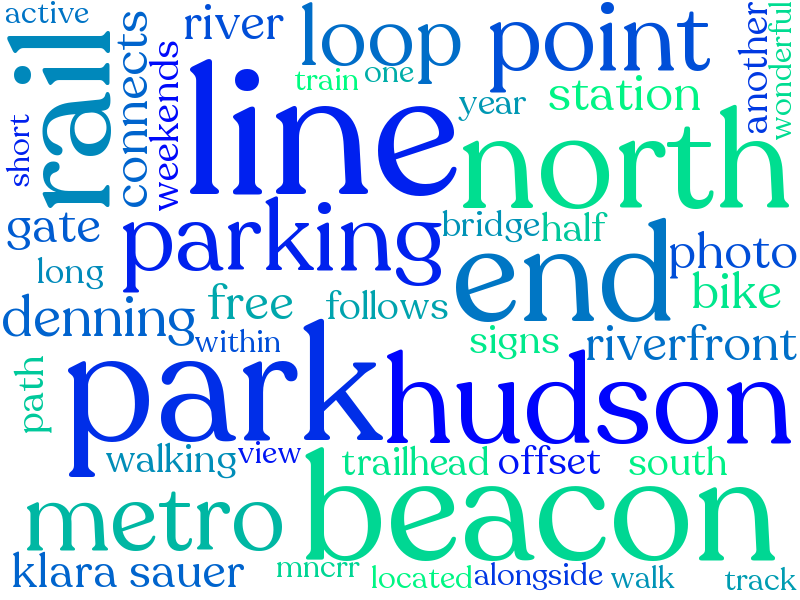 active
rail
short
connects
weekends
river
loop
point
train
one
line
year
station
another
wonderful
north
gate
parking
bridge
half
long
end
photo
bike
denning
free
follows
within
signs
riverfront
path
park
hudson
walking
view
trailhead
offset
south
metro
beacon
klara sauer
mncrr
located
alongside
walk
track